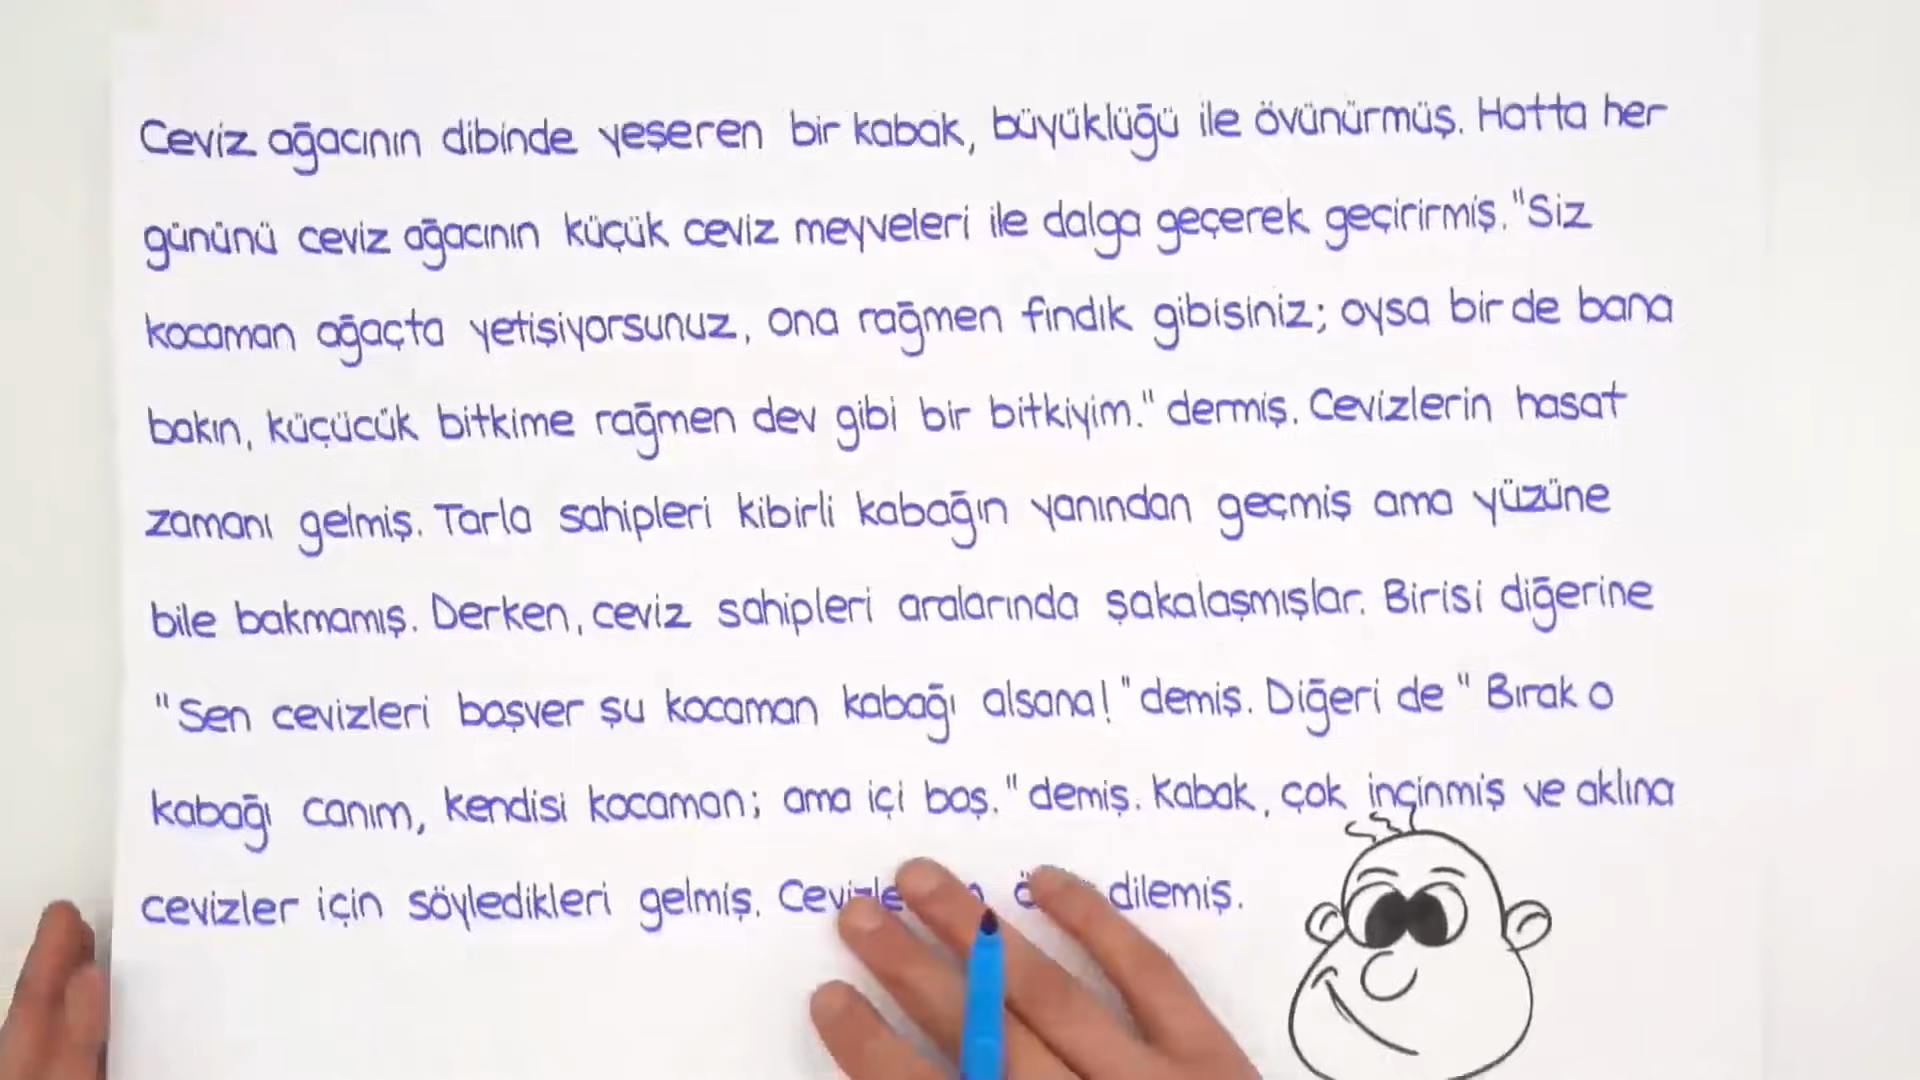 Ceviz ağacının dibinde yeşeren bir kabak, büyüklüğü ile övünürmüş. Hatta her
gününü ceviz ağacının küçük ceviz meyveleri ile dalga geçerek geçirirmiş. "Siz
kocaman ağaçta yetişiyorsunuz, ona rağmen fındık gibisiniz; oysa bir de bana
bakın, küçücük bitkime rağmen dev gibi bir bitkiyim." dermiş. Cevizlerin hasat
zamanı gelmiş. Tarla sahipleri kibirli kabağın yanından geçmiş ama yüzüne
bile bakmamış. Derken, ceviz sahipleri aralarında şakalaşmışlar. Birisi diğerine
"Sen cevizleri boşver şu kocaman kabağı alsana!" demiş. Diğeri de "Bırak o
kabağı canım, kendisi kocaman; ama içi boş." demiş. Kabak, çok inçinmiş ve aklına
cevizler için söyledikleri gelmiş. dilemiş.